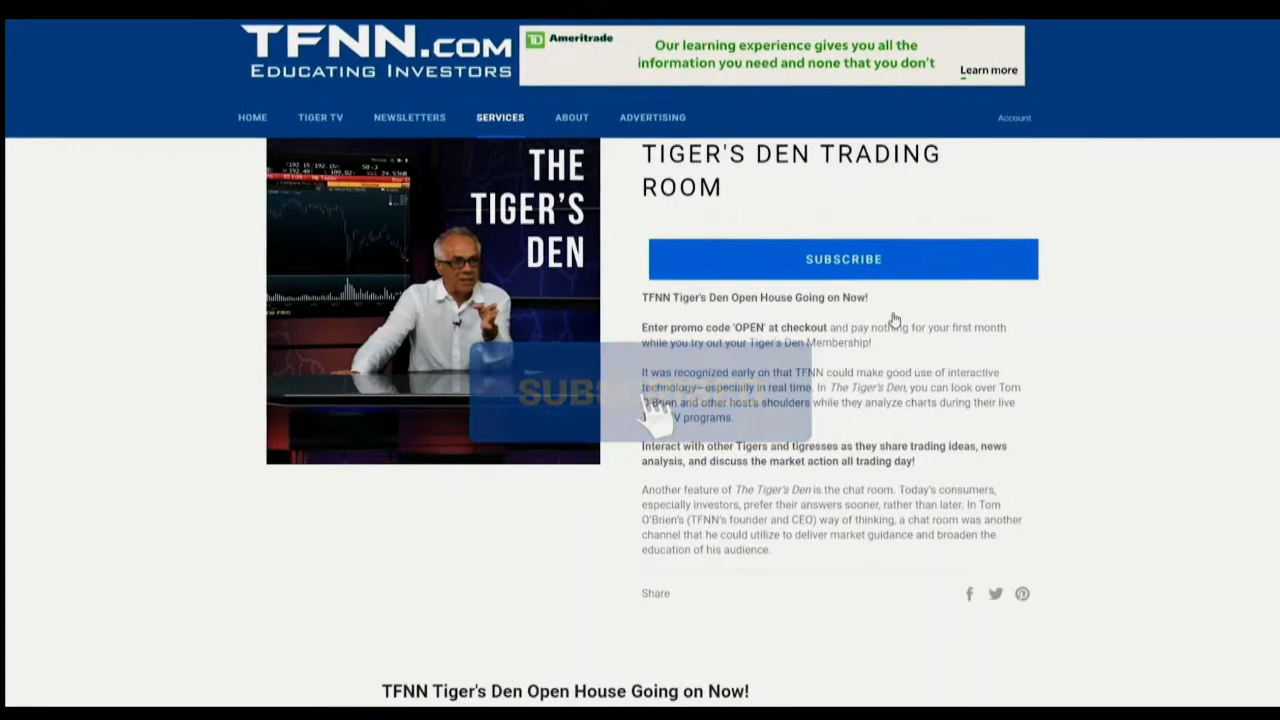 TFNN.COM
EDUCATING INVESTORS
Ameritrade
Our learning experience gives you all the
information you need and none that you don't
Learn more
HOME
TIGER TV
NEWSLETTERS
SERVICES
ABOUT
ADVERTISING
Account
THE
TIGER'S
DEN
TIGER'S DEN TRADING
ROOM
SUBSCRIBE
TFNN Tiger's Den Open House Going on Now!
Enter promo code 'OPEN' at checkout and pay nothing for your first month
while you try out your Tiger's Den Membership!
It was recognized early on that TFNN could make good use of interactive
technology—especially in real time. In The Tiger's Den, you can look over Tom
O'Brien and other host's shoulders while they analyze charts during their live
programs.
Interact with other Tigers and tigresses as they share trading ideas, news
analysis, and discuss the market action all trading day!
Another feature of The Tiger's Den is the chat room. Today's consumers,
especially investors, prefer their answers sooner, rather than later. In Tom
O'Brien's (TFNN's founder and CEO) way of thinking, a chat room was another
channel that he could utilize to deliver market guidance and broaden the
education of his audience.
Share
TFNN Tiger's Den Open House Going on Now!